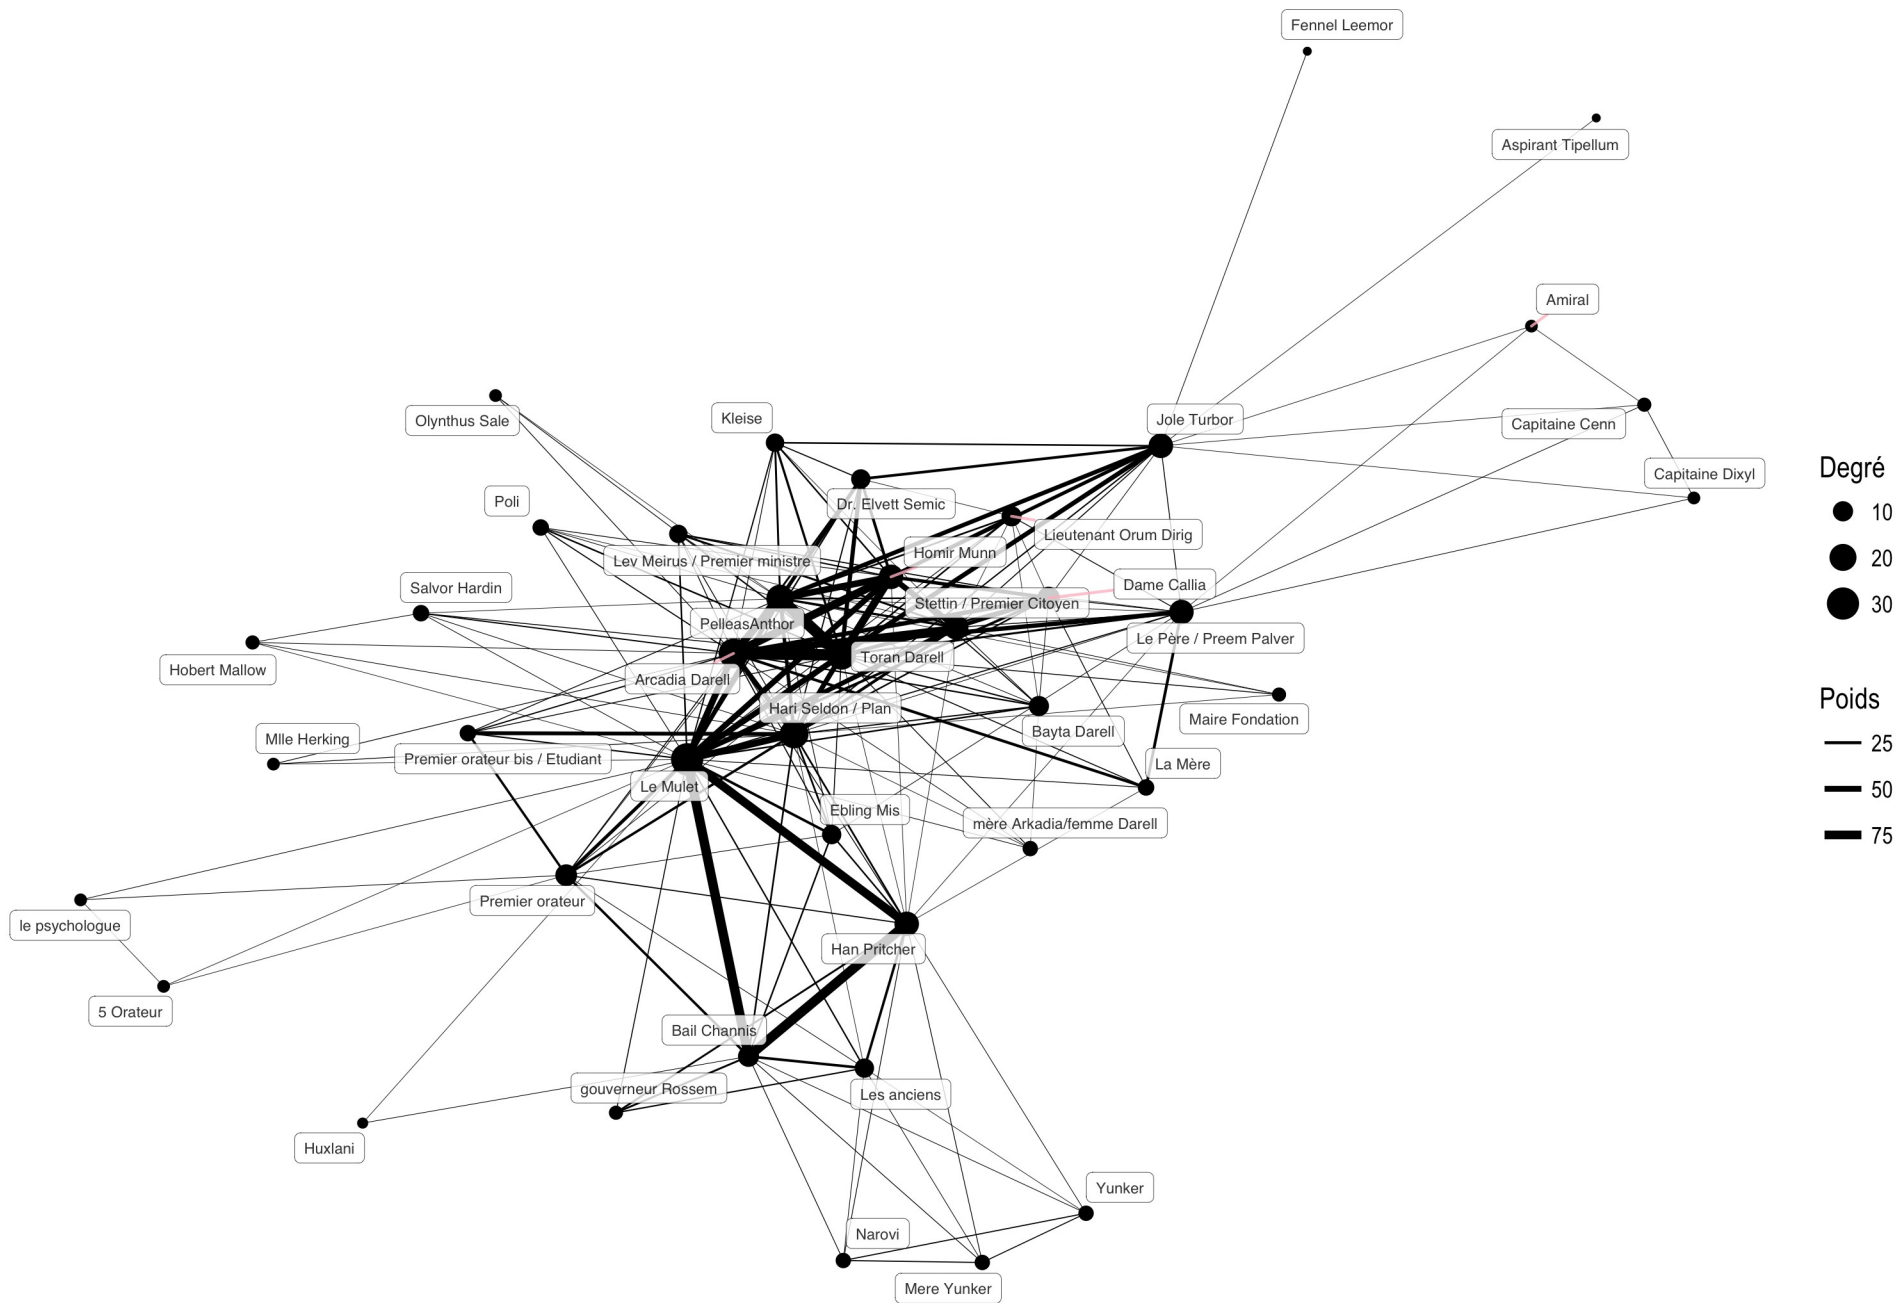 Fennel Leemor
Aspirant Tipellum
Amiral
Jole Turbor
Capitaine Cenn
Capitaine Dixyl
Olynthus Sale
Kleise
Poli
Dr. Elvett Semic
Lieutenant Orum Dirig
Lev Meirus / Premier ministre
Homir Munn
Salvor Hardin
Dame Callia
Stettin / Premier Citoyen
PelleasAnthor
Le Père / Preem Palver
Hobert Mallow
Toran Darell
Arcadia Darell
Hari Seldon / Plan
Maire Fondation
Bayta Darell
Mlle Herking
Premier orateur bis / Etudiant
La Mère
Le Mulet
Ebling Mis
mère Arkadia/femme Darell
Premier orateur
le psychologue
Han Pritcher
5 Orateur
Bail Channis
gouverneur Rossem
Les anciens
Huxlani
Yunker
Narovi
Mere Yunker
Degré
10
20
30
Poids
25
50
75